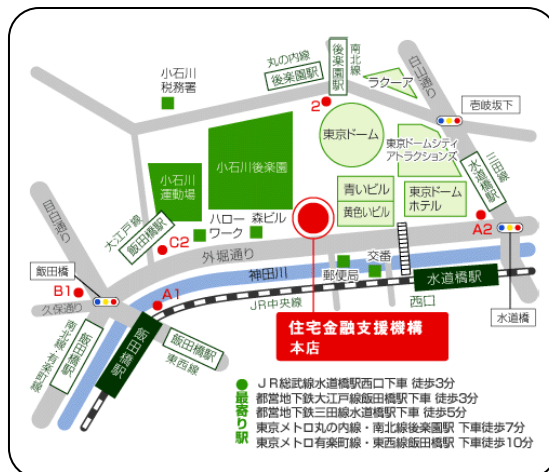 南北線
丸の内線
後楽園駅
後楽園駅
ラクーア
白山通り
小石川
税務署
2
壱岐坂下
東京ドーム
東京ドームシティ
アトラクションズ
小石川後楽園
三田線
水道橋駅
小石川
運動場
青いビル
東京ドーム
ホテル
黄色いビル
目白通り
大江戸線
飯田橋駅
ハロー
ワーク
森ビル
C2
A2
外堀通り
飯田橋
神田川
郵便局
交番
水道橋駅
B1
A1
久保通り
JR中央線
西口
水道橋
南北線・有楽町線
飯田橋駅
飯田橋駅
飯田橋駅
東西線
住宅金融支援機構
本店
最寄り駅
ＪＲ総武線水道橋駅西口下車 徒歩3分
都営地下鉄大江戸線飯田橋駅下車 徒歩3分
都営地下鉄三田線水道橋駅下車 徒歩5分
東京メトロ丸の内線・南北線後楽園駅 下車徒歩7分
東京メトロ有楽町線・東西線飯田橋駅 下車徒歩10分